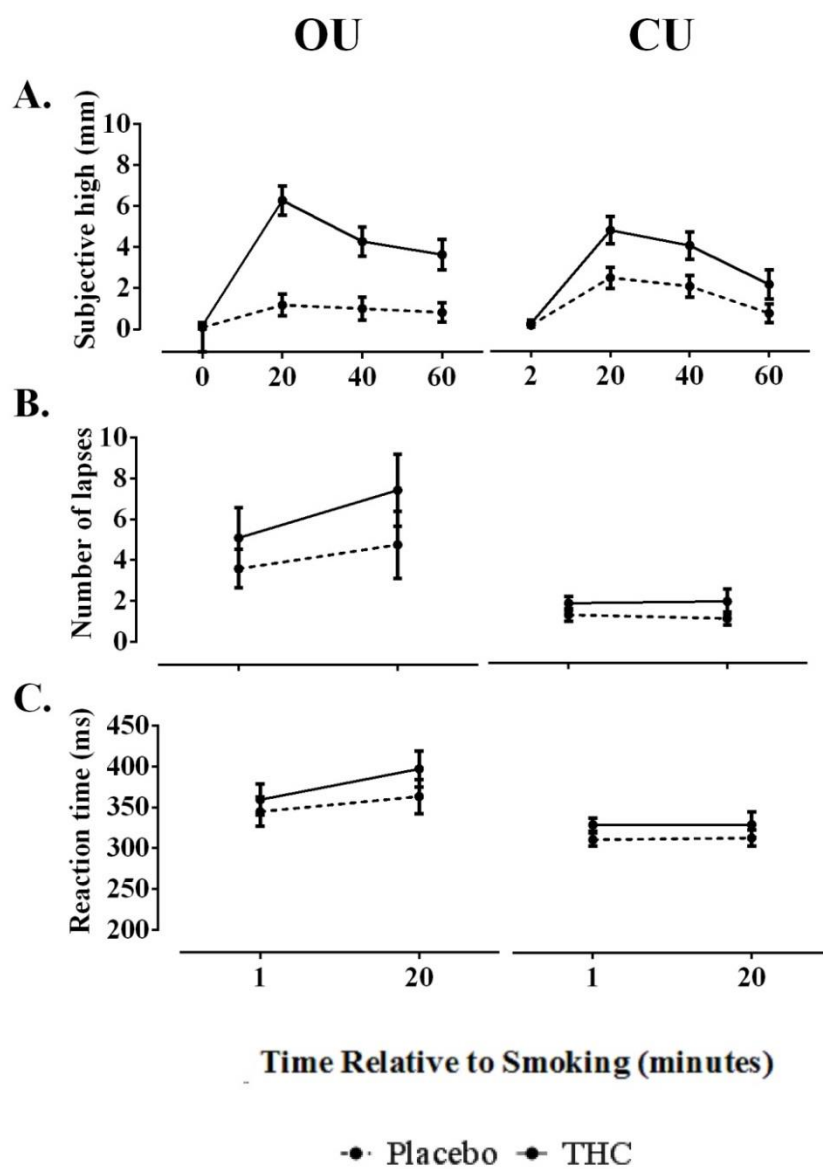 OU CU
A.
Subjective high (mm)
10
8
6
4
2
0
0 20 40 60 2 20 40 60
B.
Number of lapses
10
8
6
4
2
0
C.
Reaction time (ms)
450
400
350
300
250
200
1 20 1 20
Time Relative to Smoking (minutes)
Placebo THC